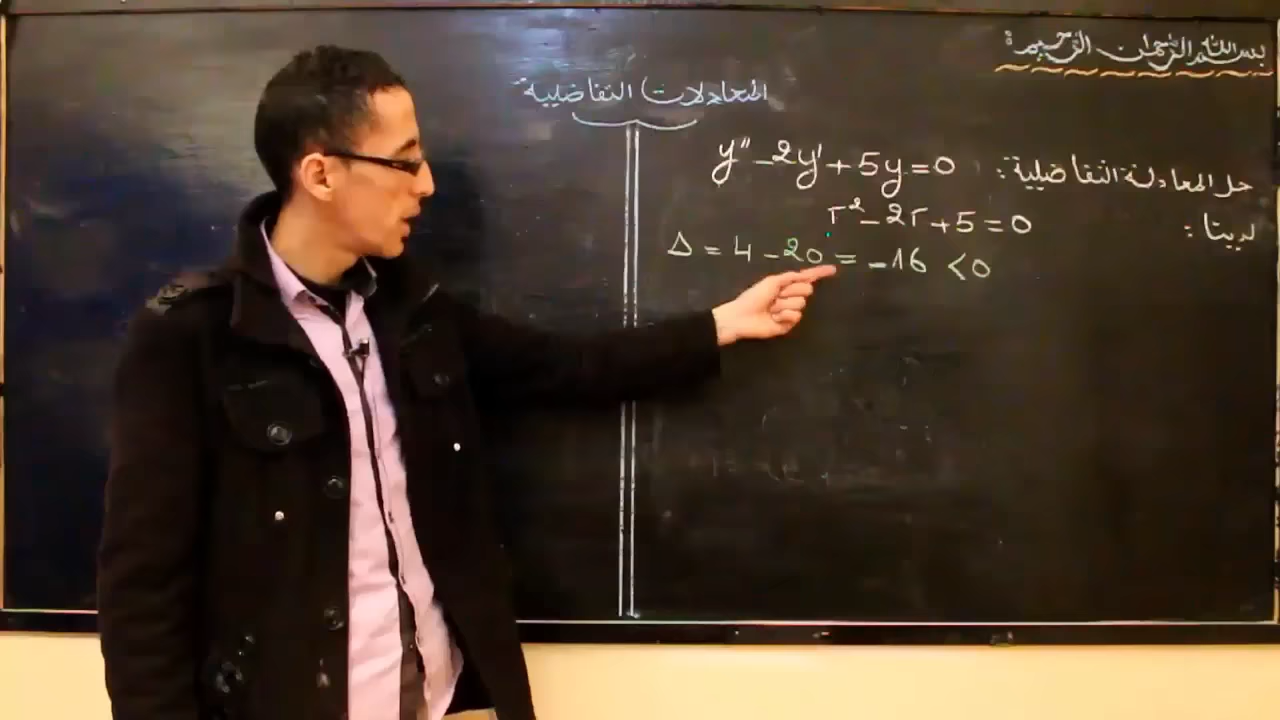 بسم الله الرحمان الرحيم:
المعادلات التفاضلية
حل المعادلة التفاضلية: y'' - 2y' + 5y = 0
لدينا: r² - 2r + 5 = 0
Δ = 4 - 20 = -16 < 0